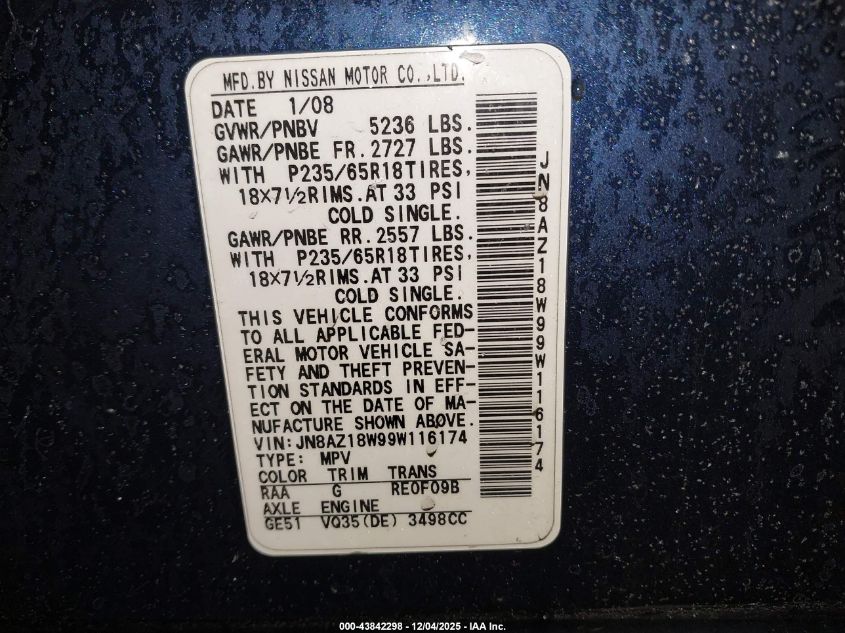 MFD.BY NISSAN MOTOR CO.,LTD.
DATE 1/08
GVWR/PNBV 5236 LBS.
GAWR/PNBE FR.2727 LBS.
WITH P235/65R18TIRES,
18×7½RIMS.AT 33 PSI
COLD SINGLE.
GAWR/PNBE RR.2557 LBS.
WITH P235/65R18TIRES,
18×7½RIMS.AT 33 PSI
COLD SINGLE.
THIS VEHICLE CONFORMS
TO ALL APPLICABLE FED-
ERAL MOTOR VEHICLE SA-
FETY AND THEFT PREVEN-
TION STANDARDS IN EFF-
ECT ON THE DATE OF MA-
NUFACTURE SHOWN ABOVE.
VIN:JN8AZ18W99W116174
TYPE: MPV
COLOR TRIM TRANS
RAA G RE0F09B
AXLE ENGINE
GE51 VQ35(DE) 3498CC
JN8AZ18W99W116174
000-43842298 - 12/04/2025 - IAA Inc.